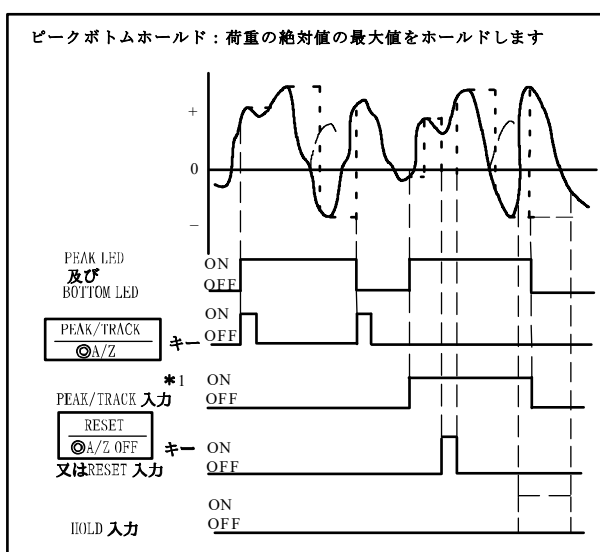 ピークボトムホールド：荷重の絶対値の最大値をホールドします
+
0
−
PEAK LED
及び
BOTTOM LED
ON
OFF
PEAK/TRACK
◎A/Z
キー
ON
OFF
*1
PEAK/TRACK 入力
ON
OFF
RESET
◎A/Z OFF
キー
又はRESET 入力
ON
OFF
HOLD 入力
ON
OFF